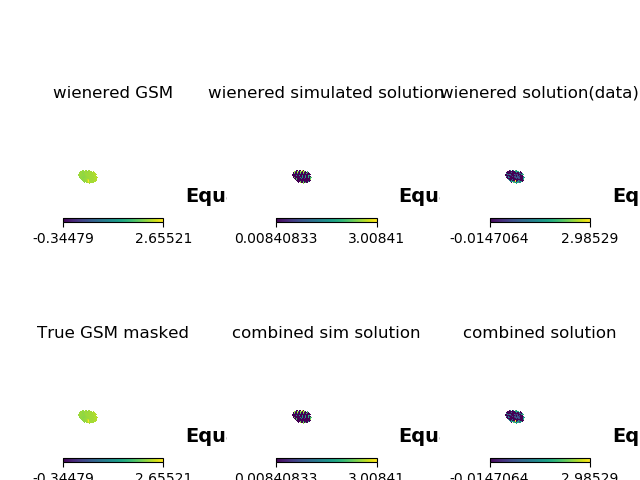 wienered GSM
wienered simulated solution
wienered solution(data)
Equ
Equ
Eq
-0.34479 2.65521
0.00840833 3.00841
-0.0147064 2.98529
True GSM masked
combined sim solution
combined solution
Equ
Equ
Eq
-0.34479 2.65521
0.00840833 3.00841
-0.0147064 2.98529